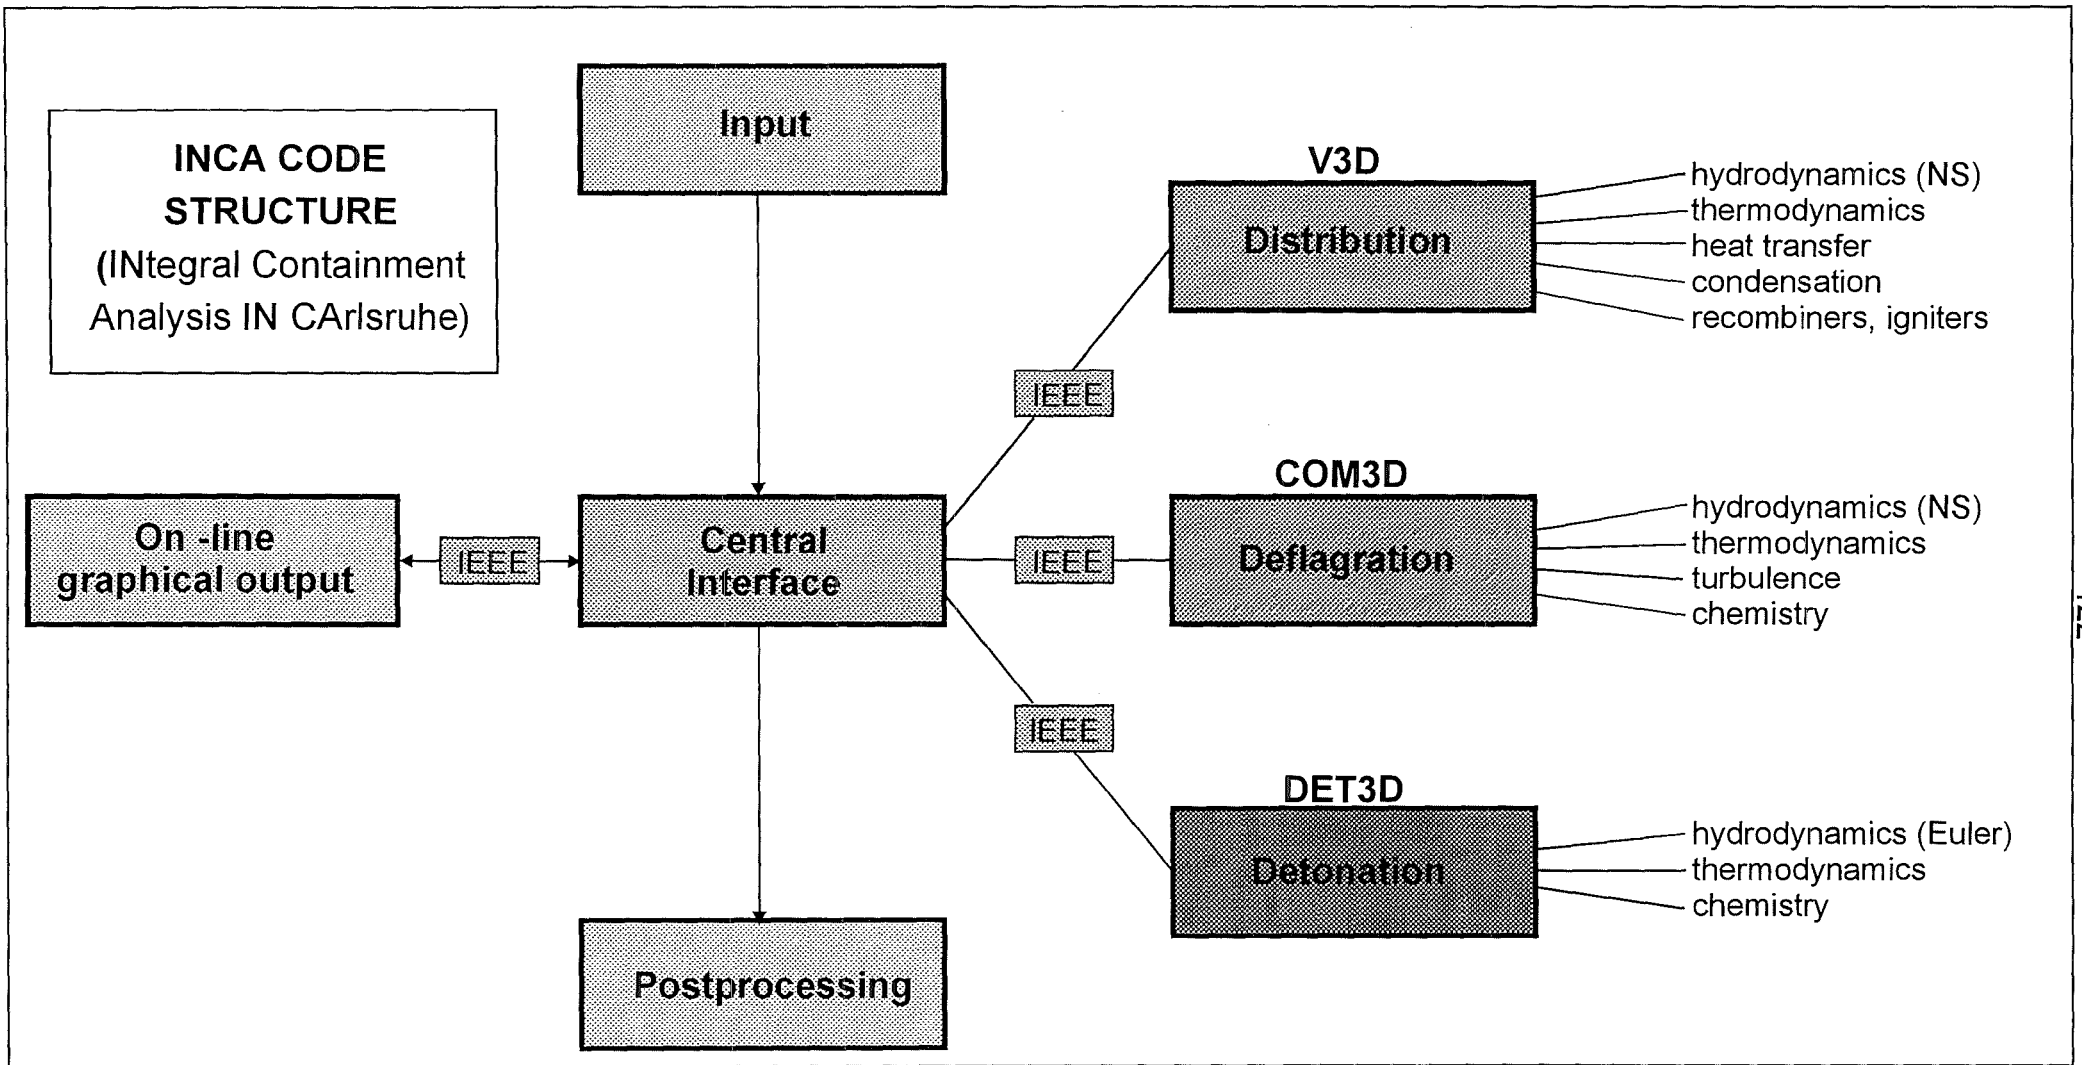 INCA CODE
STRUCTURE
(INtegral Containment
Analysis IN CArlsruhe)
Input
V3D
Distribution
hydrodynamics (NS)
thermodynamics
heat transfer
condensation
recombiners, igniters
IEEE
On -line
graphical output
IEEE
Central
Interface
IEEE
COM3D
Deflagration
hydrodynamics (NS)
thermodynamics
turbulence
chemistry
IEEE
DET3D
Detonation
hydrodynamics (Euler)
thermodynamics
chemistry
Postprocessing